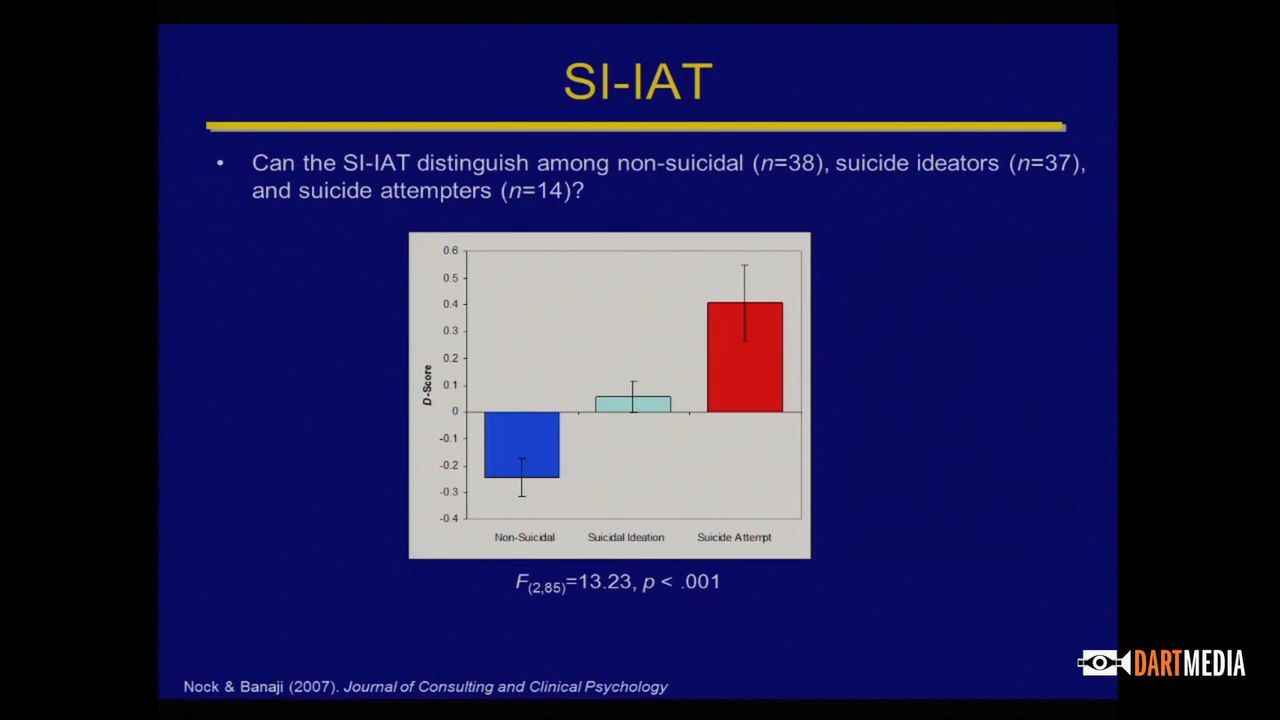 SI-IAT
• Can the SI-IAT distinguish among non-suicidal (n=38), suicide ideators (n=37),
and suicide attempters (n=14)?
0.6
0.5
0.4
0.3
0.2
0.1
0
-0.1
-0.2
-0.3
-0.4
D-Score
Non-Suicidal Suicidal Ideation Suicide Attempt
F(2,85)=13.23, p < .001
Nock & Banaji (2007). Journal of Consulting and Clinical Psychology
DARTMEDIA